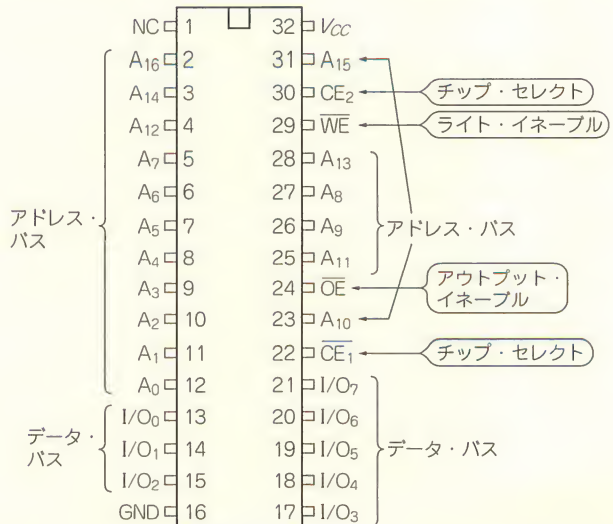 NC 1 32 VCC
A16 2 31 A15
A14 3 30 CE2 チップ・セレクト
A12 4 29 WE ライト・イネーブル
A7 5 28 A13
A6 6 27 A8
A5 7 26 A9
A4 8 25 A11
アドレス・
バス
アドレス・バス
A3 9 24 OE アウトプット・
イネーブル
A2 10 23 A10
A1 11 22 CE1 チップ・セレクト
A0 12 21 I/O7
I/O0 13 20 I/O6
I/O1 14 19 I/O5
データ・
バス
データ・バス
I/O2 15 18 I/O4
GND 16 17 I/O3